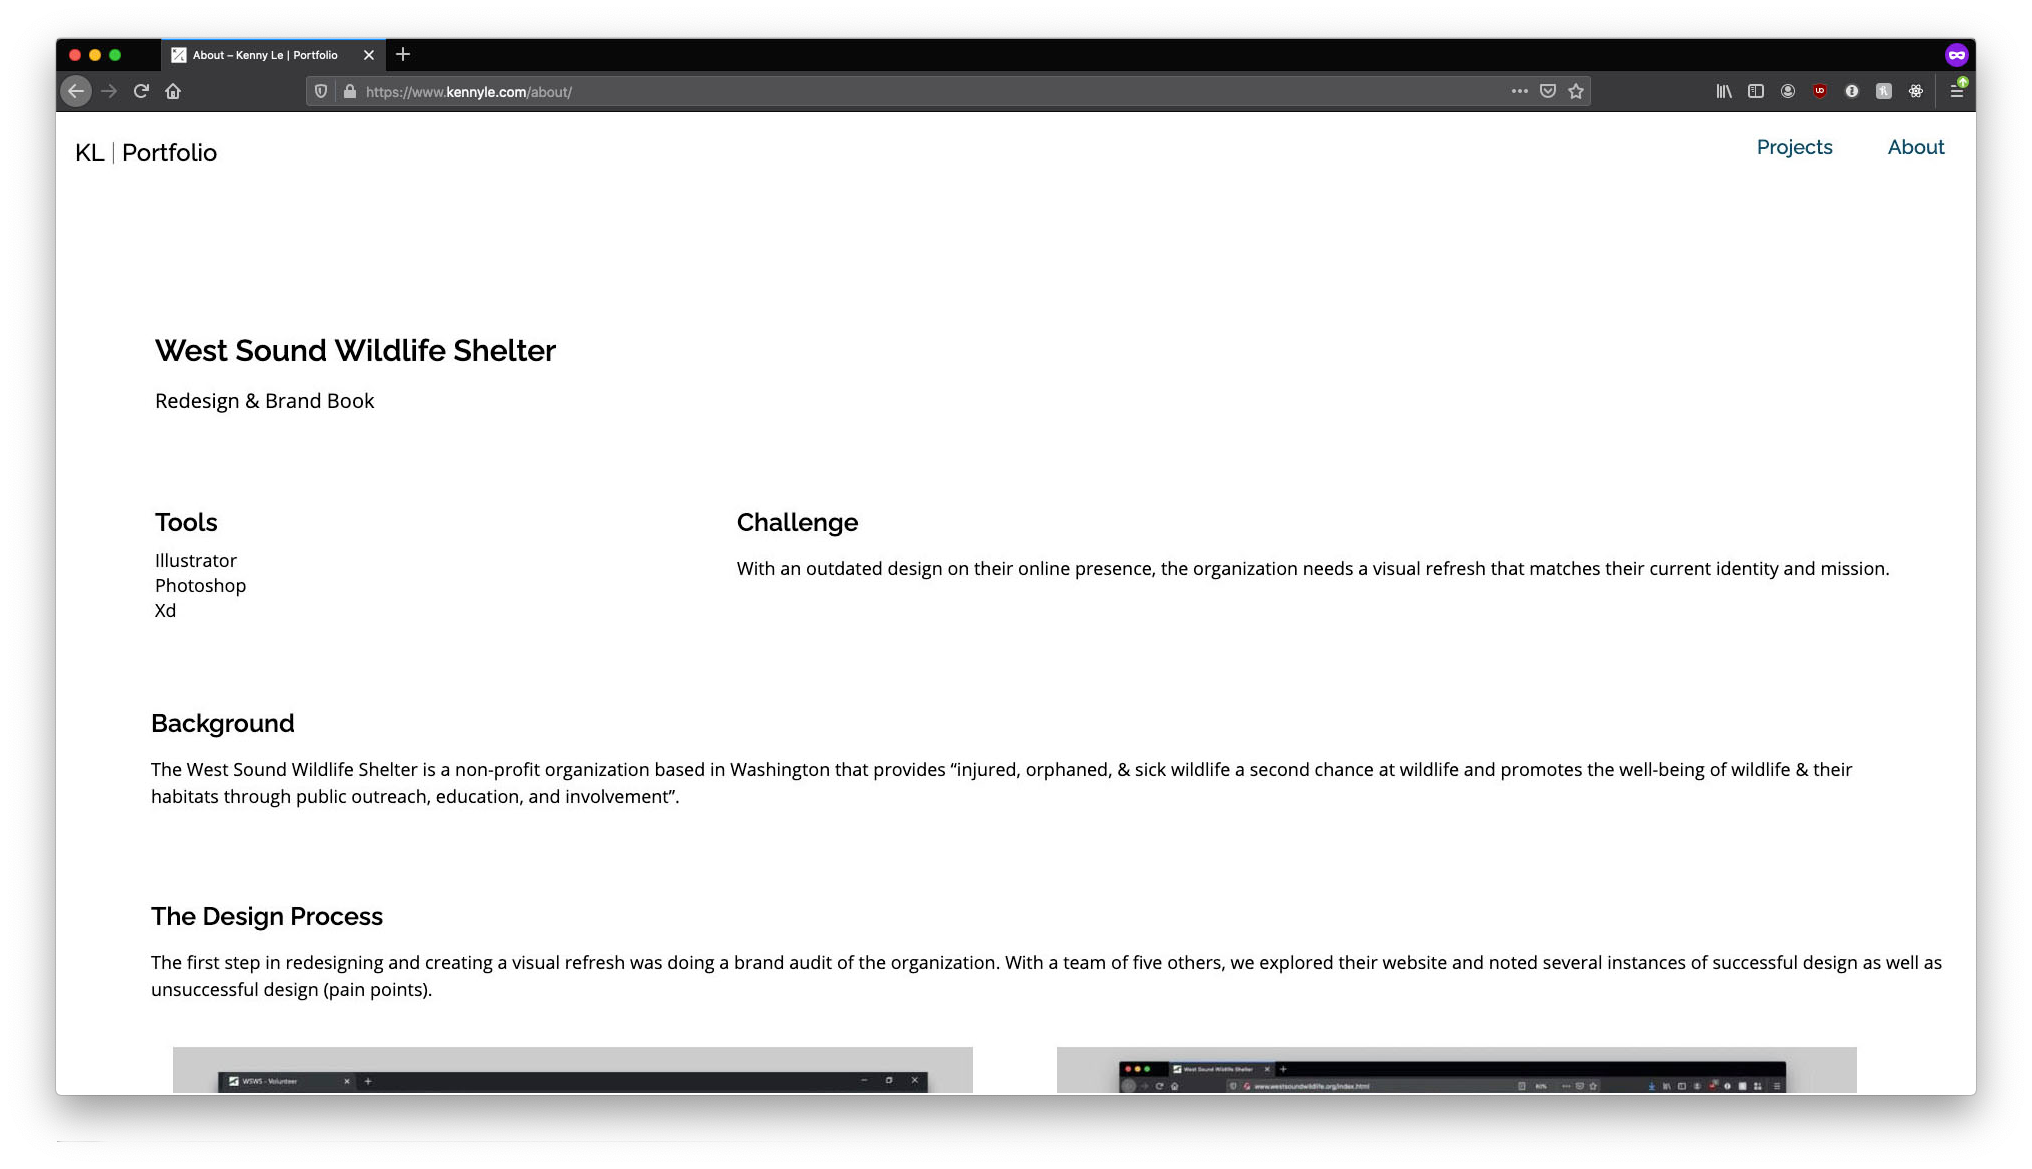 About – Kenny Le | Portfolio
https://www.kennyle.com/about/
KL | Portfolio
Projects
About
West Sound Wildlife Shelter
Redesign & Brand Book
Tools
Illustrator
Photoshop
Xd
Challenge
With an outdated design on their online presence, the organization needs a visual refresh that matches their current identity and mission.
Background
The West Sound Wildlife Shelter is a non-profit organization based in Washington that provides “injured, orphaned, & sick wildlife a second chance at wildlife and promotes the well-being of wildlife & their
habitats through public outreach, education, and involvement”.
The Design Process
The first step in redesigning and creating a visual refresh was doing a brand audit of the organization. With a team of five others, we explored their website and noted several instances of successful design as well as
unsuccessful design (pain points).
WSWS - Volunteer
West Sound Wildlife Shelter
www.westsoundwildlife.org/index.html
80%